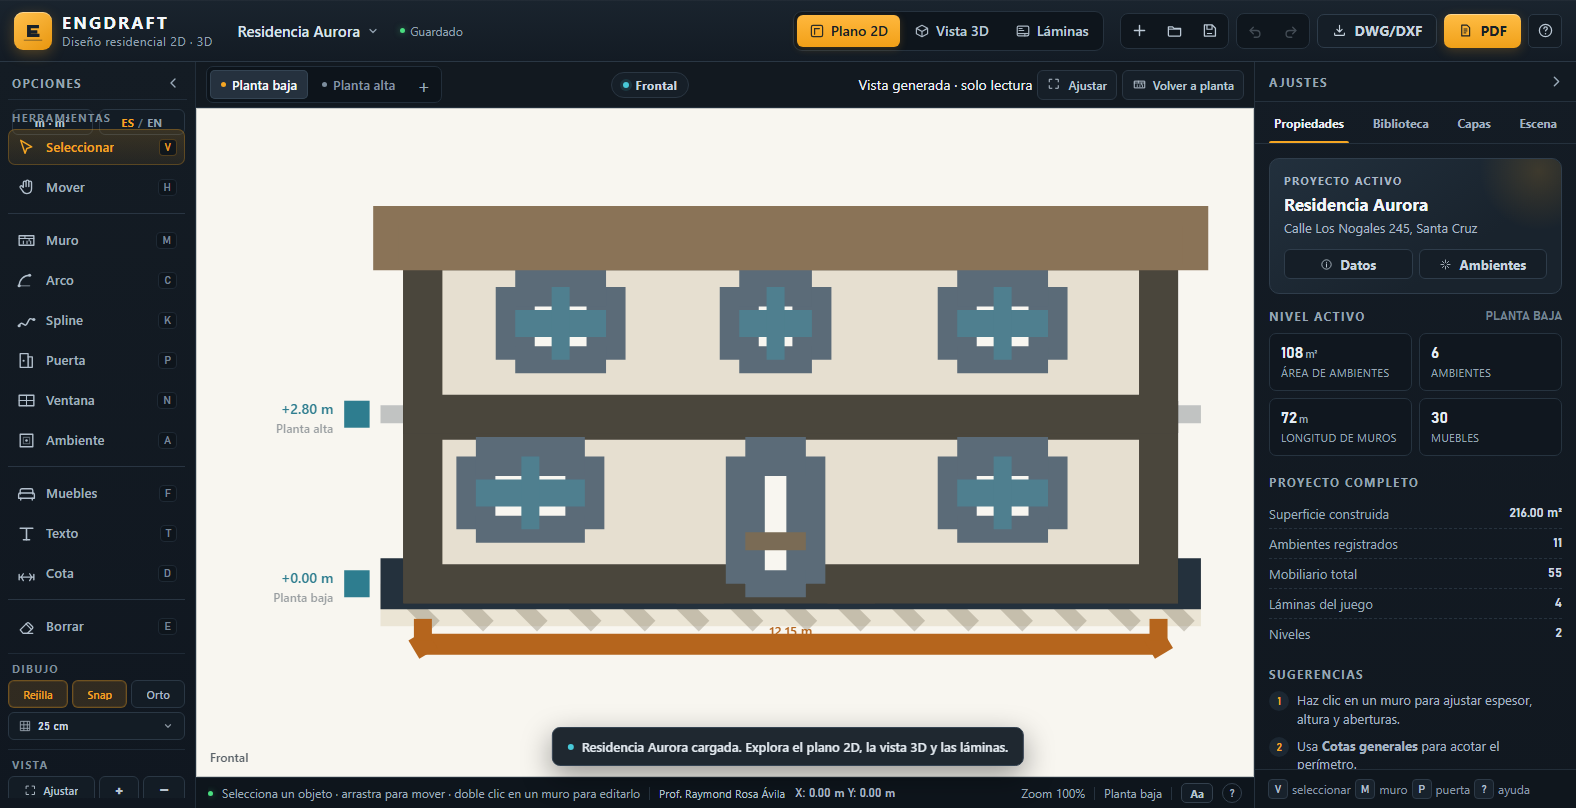 ENGDRAFT
Diseño residencial 2D · 3D
Residencia Aurora
Guardado
Plano 2D
Vista 3D
Láminas
DWG/DXF
PDF
OPCIONES
m · m²
ES / EN
HERRAMIENTAS
Seleccionar V
Mover H
Muro M
Arco C
Spline K
Puerta P
Ventana N
Ambiente A
Muebles F
Texto T
Cota D
Borrar E
DIBUJO
Rejilla Snap Orto
25 cm
VISTA
Ajustar + −
Planta baja
Planta alta
+
Frontal
Vista generada · solo lectura
Ajustar
Volver a planta
+2.80 m
Planta alta
+0.00 m
Planta baja
12.15 m
Frontal
Residencia Aurora cargada. Explora el plano 2D, la vista 3D y las láminas.
Selecciona un objeto · arrastra para mover · doble clic en un muro para editarlo
Prof. Raymond Rosa Ávila
X: 0.00 m Y: 0.00 m
Zoom 100%
Planta baja
Aa
?
AJUSTES
Propiedades Biblioteca Capas Escena
PROYECTO ACTIVO
Residencia Aurora
Calle Los Nogales 245, Santa Cruz
Datos
Ambientes
NIVEL ACTIVO PLANTA BAJA
108 m²
ÁREA DE AMBIENTES
6
AMBIENTES
72 m
LONGITUD DE MUROS
30
MUEBLES
PROYECTO COMPLETO
Superficie construida 216.00 m²
Ambientes registrados 11
Mobiliario total 55
Láminas del juego 4
Niveles 2
SUGERENCIAS
1 Haz clic en un muro para ajustar espesor,
altura y aberturas.
2 Usa Cotas generales para acotar el
perímetro.
V seleccionar M muro P puerta ? ayuda